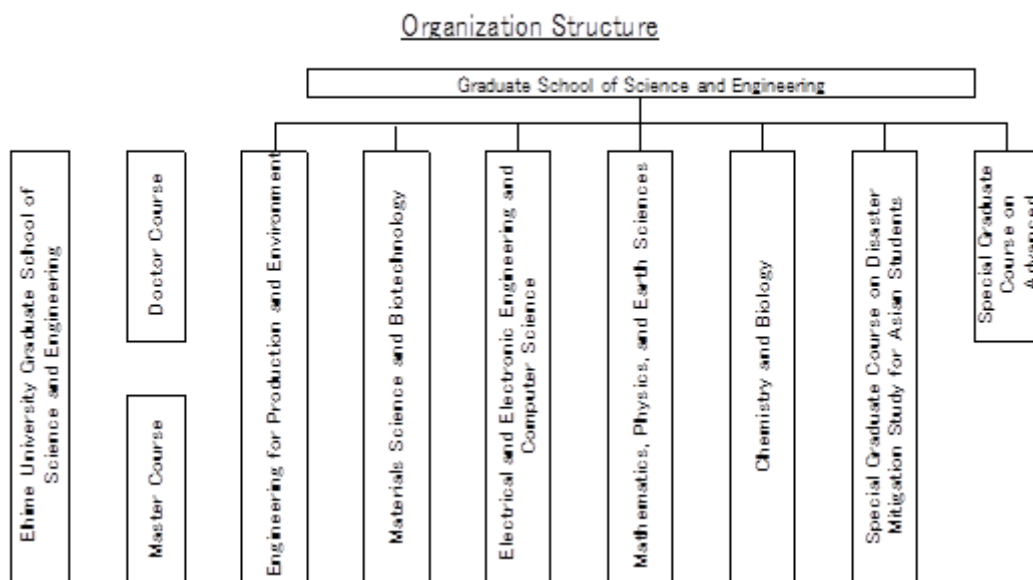 Organization Structure
Graduate School of Science and Engineering
Ehime University Graduate School of
Science and Engineering
Doctor Course
Master Course
Engineering for Production and Environment
Materials Science and Biotechnology
Electrical and Electronic Engineering and
Computer Science
Mathematics, Physics, and Earth Sciences
Chemistry and Biology
Special Graduate Course on Disaster
Mitigation Study for Asian Students
Special Graduate
Course on
Advanced